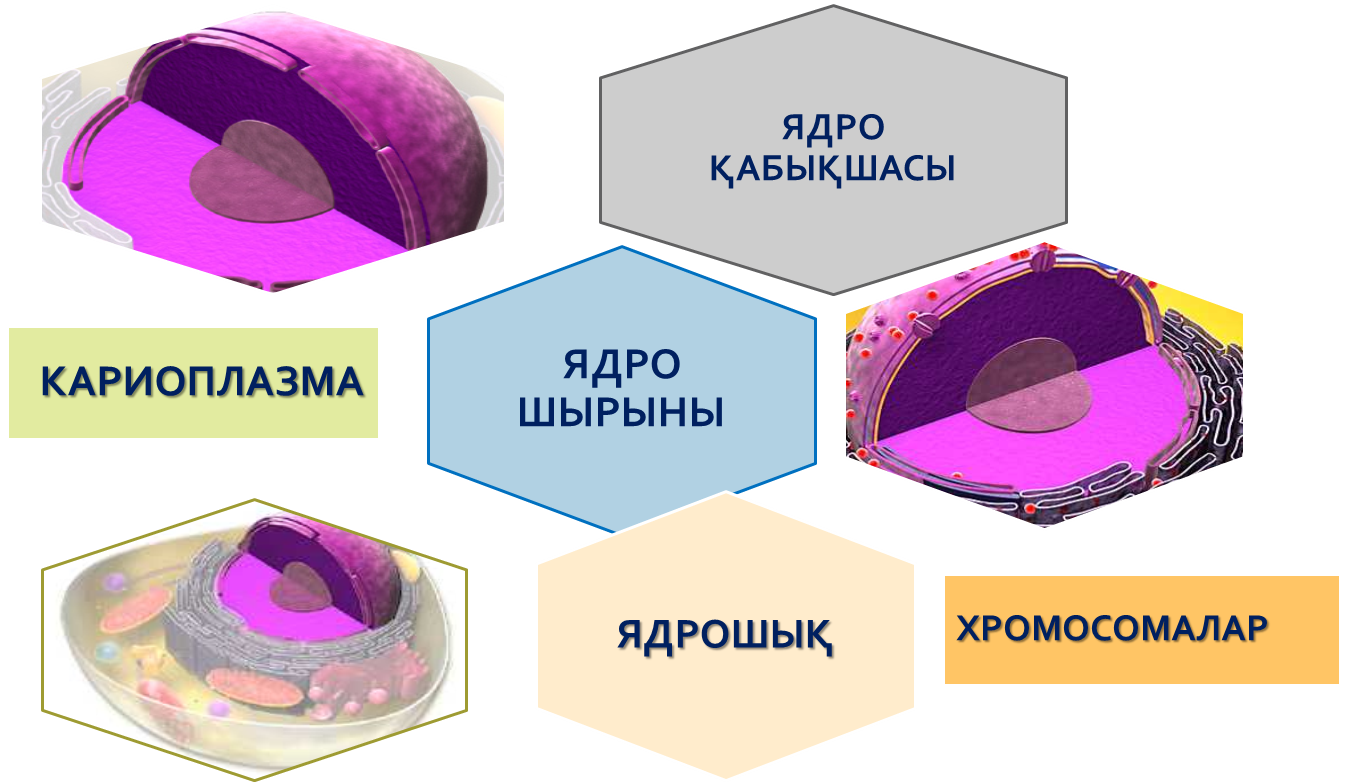 ЯДРО
ҚАБЫҚШАСЫ
КАРИОПЛАЗМА
ЯДРО
ШЫРЫНЫ
ЯДРОШЫҚ
ХРОМОСОМАЛАР